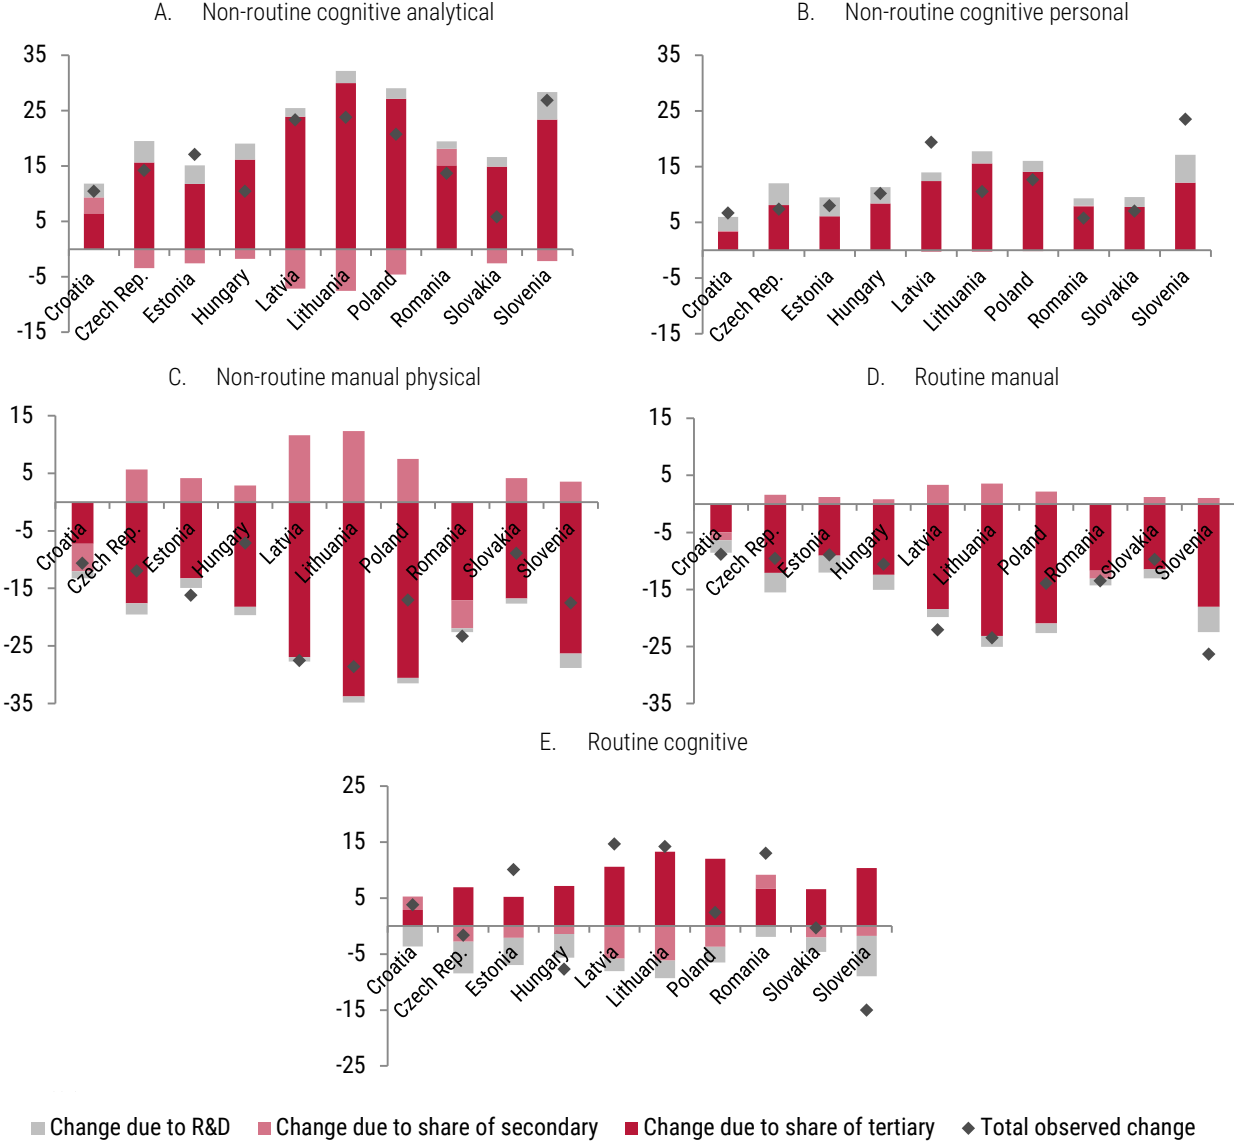 A. Non-routine cognitive analytical
35
25
15
5
-5
-15
Croatia
Czech Rep.
Estonia
Hungary
Latvia
Lithuania
Poland
Romania
Slovakia
Slovenia
B. Non-routine cognitive personal
35
25
15
5
-5
-15
Croatia
Czech Rep.
Estonia
Hungary
Latvia
Lithuania
Poland
Romania
Slovakia
Slovenia
C. Non-routine manual physical
15
5
-5
-15
-25
-35
Croatia
Czech Rep.
Estonia
Hungary
Latvia
Lithuania
Poland
Romania
Slovakia
Slovenia
D. Routine manual
15
5
-5
-15
-25
-35
Croatia
Czech Rep.
Estonia
Hungary
Latvia
Lithuania
Poland
Romania
Slovakia
Slovenia
E. Routine cognitive
25
15
5
-5
-15
-25
Croatia
Czech Rep.
Estonia
Hungary
Latvia
Lithuania
Poland
Romania
Slovakia
Slovenia
Change due to R&D Change due to share of secondary Change due to share of tertiary Total observed change